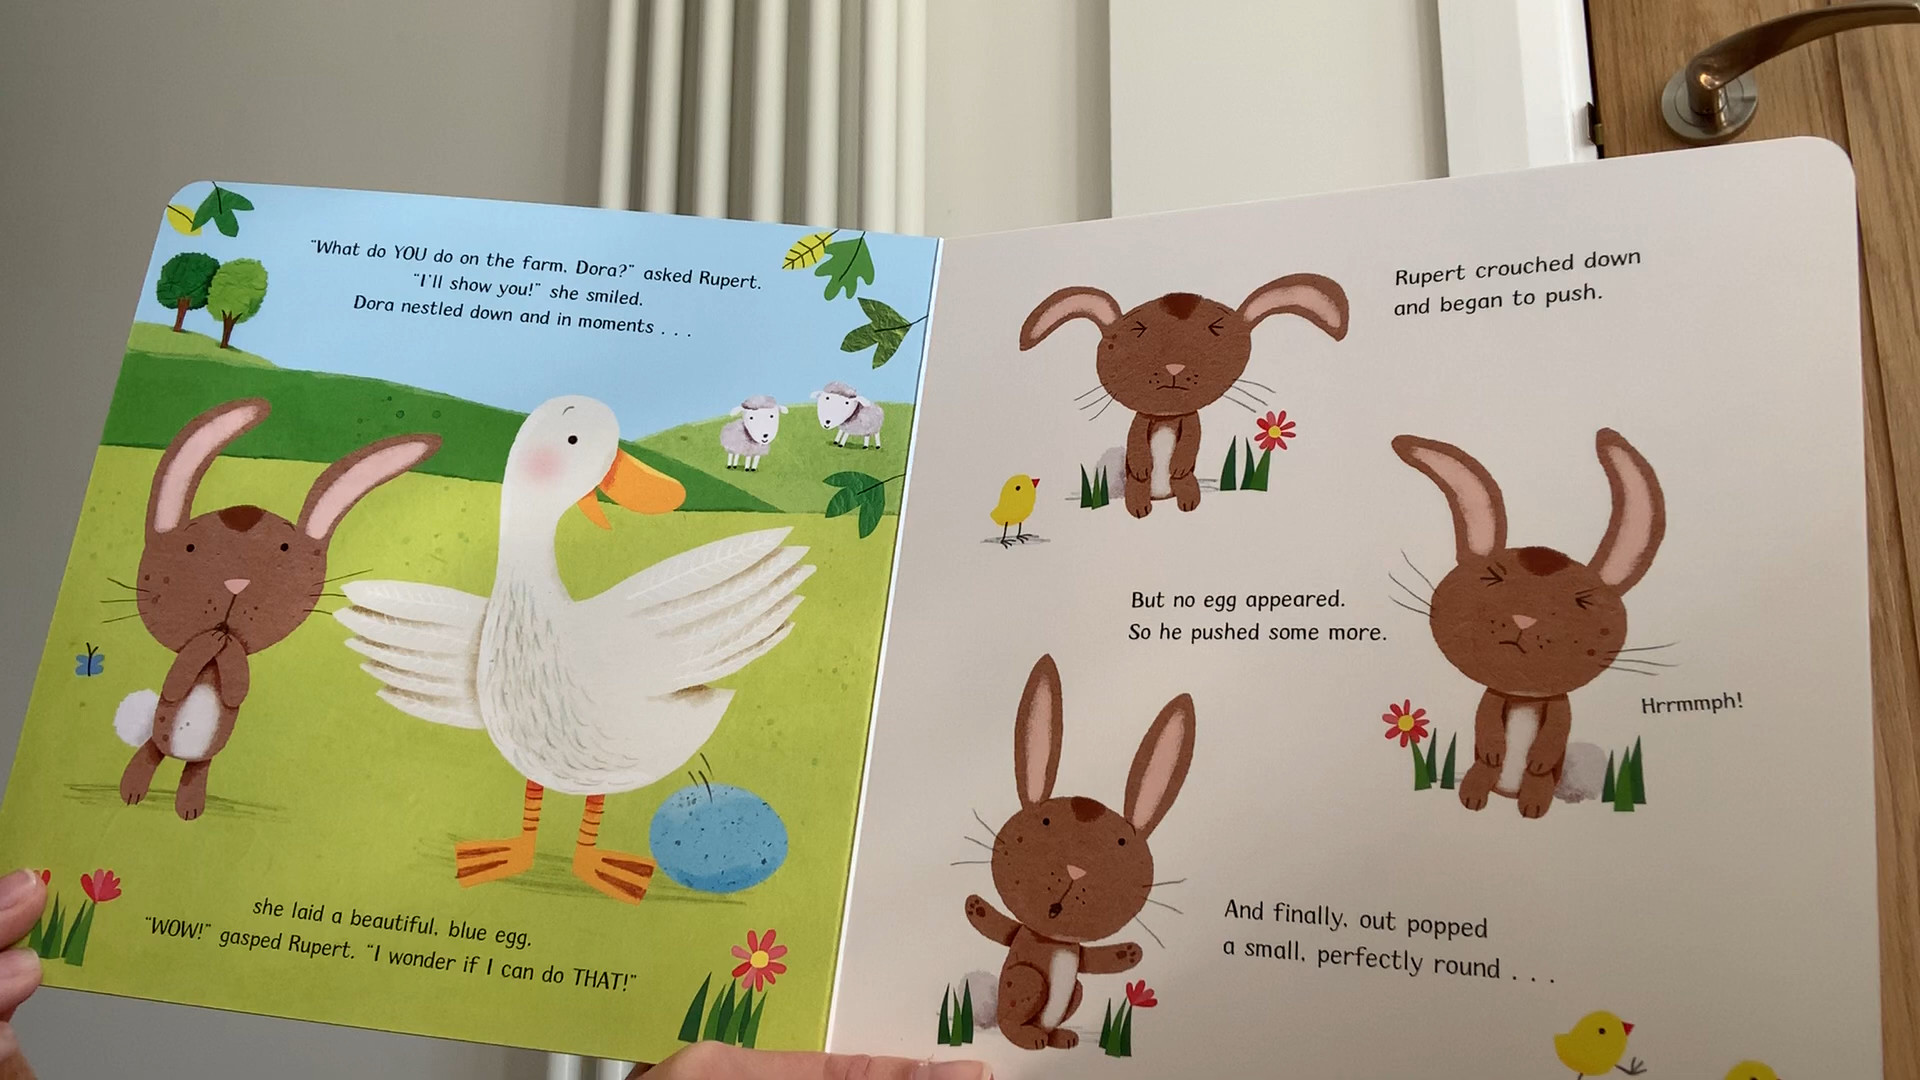 "What do YOU do on the farm, Dora?" asked Rupert.
"I'll show you!" she smiled.
Dora nestled down and in moments . . .
she laid a beautiful, blue egg.
"WOW!" gasped Rupert. "I wonder if I can do THAT!"
Rupert crouched down
and began to push.
But no egg appeared.
So he pushed some more.
Hrrmmph!
And finally, out popped
a small, perfectly round . . .